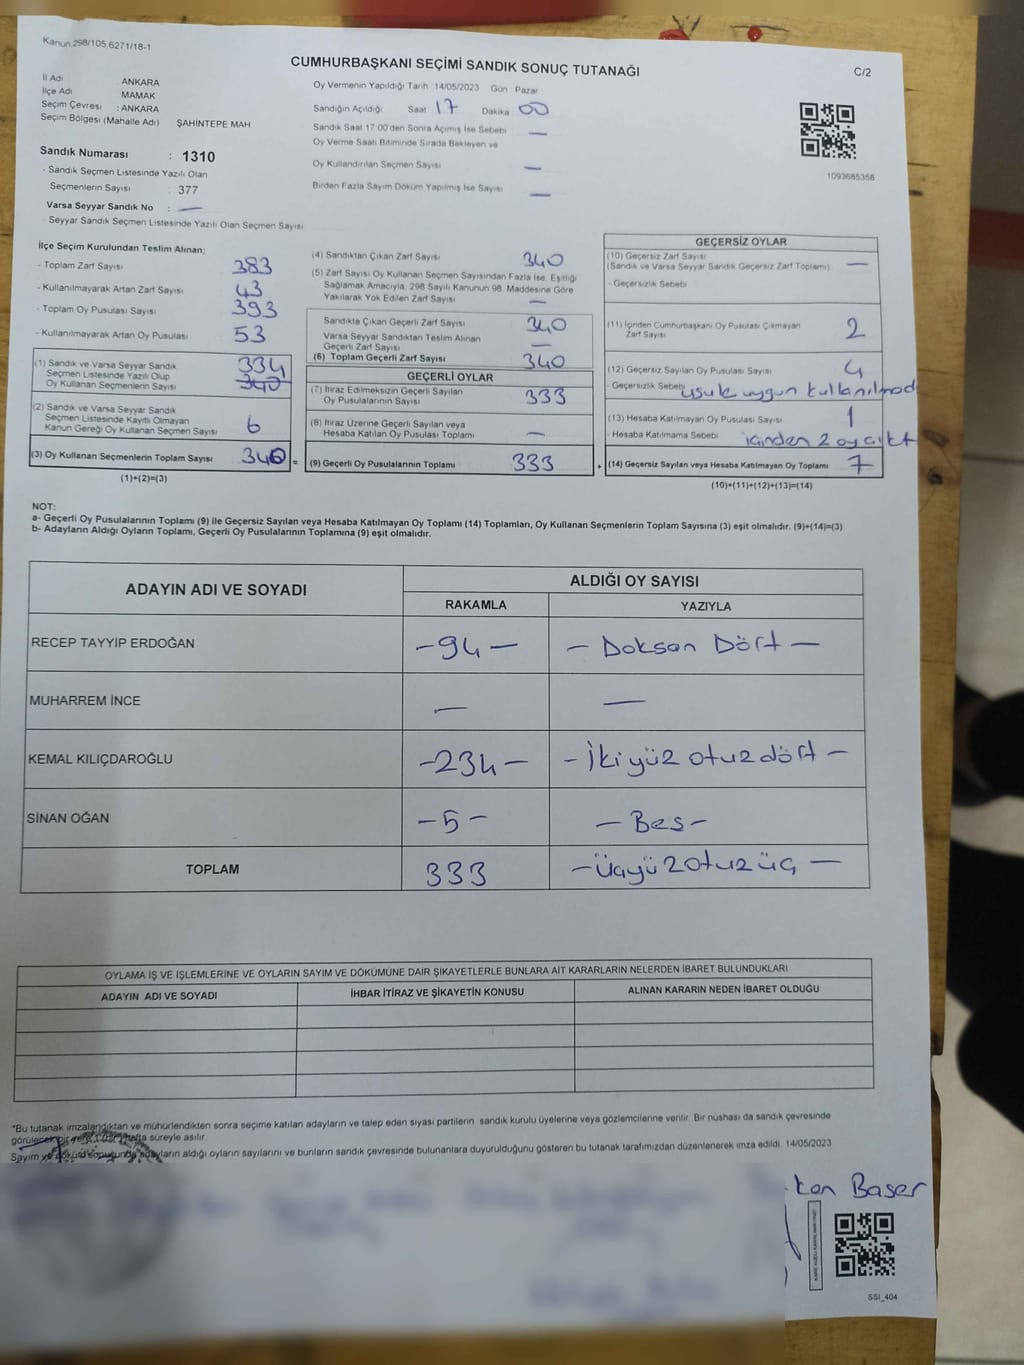 Kanun,298/105,6271/18-1
CUMHURBAŞKANI SEÇİMİ SANDIK SONUÇ TUTANAĞI
C/2
İl Adı ANKARA
İlçe Adı MAMAK
Seçim Çevresi : ANKARA
Seçim Bölgesi (Mahalle Adı) ŞAHİNTEPE MAH
Oy Vermenin Yapıldığı Tarih 14/05/2023 Gün Pazar
Sandığın Açıldığı Saat 17 Dakika : 00
Sandık Saat 17:00'den Sonra Açımış İse Sebebi —
Oy Verme Saati Bitiminde Sırada Bekleyen ve
Oy Kullandırılan Seçmen Sayısı —
Birden Fazla Sayım Döküm Yapılmış İse Sayısı —
1093685358
Sandık Numarası : 1310
- Sandık Seçmen Listesinde Yazılı Olan
Seçmenlerin Sayısı : 377
Varsa Seyyar Sandık No : —
- Seyyar Sandık Seçmen Listesinde Yazılı Olan Seçmen Sayısı
İlçe Seçim Kurulundan Teslim Alınan;
- Toplam Zarf Sayısı 383
- Kullanılmayarak Artan Zarf Sayısı 43
- Toplam Oy Pusulası Sayısı 393
- Kullanılmayarak Artan Oy Pusulası 53
(1) Sandık ve Varsa Seyyar Sandık 334
Seçmen Listesinde Yazılı Olup
Oy Kullanan Seçmenlerin Sayısı 340
(2) Sandık ve Varsa Seyyar Sandık
Seçmen Listesinde Kayıtlı Olmayan
Kanun Gereği Oy Kullanan Seçmen Sayısı 6
(3) Oy Kullanan Seçmenlerin Toplam Sayısı 340 =
(1)+(2)=(3)
(4) Sandıktan Çıkan Zarf Sayısı 340
(5) Zarf Sayısı Oy Kullanan Seçmen Sayısından Fazla İse, Eşitliği
Sağlamak Amacıyla, 298 Sayılı Kanunun 98. Maddesine Göre
Yakılarak Yok Edilen Zarf Sayısı —
Sandıkta Çıkan Geçerli Zarf Sayısı 340
Varsa Seyyar Sandıktan Teslim Alınan
Geçerli Zarf Sayısı —
(6) Toplam Geçerli Zarf Sayısı 340
GEÇERLİ OYLAR
(7) İtiraz Edilmeksizin Geçerli Sayılan
Oy Pusulalarının Sayısı 333
(8) İtiraz Üzerine Geçerli Sayılan veya
Hesaba Katılan Oy Pusulası Toplamı —
(9) Geçerli Oy Pusulalarının Toplamı 333 +
GEÇERSİZ OYLAR
(10) Geçersiz Zarf Sayısı
(Sandık ve Varsa Seyyar Sandık Geçersiz Zarf Toplamı) —
- Geçersizlik Sebebi
(11) İçinden Cumhurbaşkanı Oy Pusulası Çıkmayan
Zarf Sayısı 2
(12) Geçersiz Sayılan Oy Pusulası Sayısı 4
- Geçersizlik Sebebi usule uygun kullanılmad
(13) Hesaba Katılmayan Oy Pusulası Sayısı 1
- Hesaba Katılmama Sebebi içinden 2 oy çıktı
(14) Geçersiz Sayılan veya Hesaba Katılmayan Oy Toplamı 7
(10)+(11)+(12)+(13)=(14)
NOT:
a- Geçerli Oy Pusulalarının Toplamı (9) ile Geçersiz Sayılan veya Hesaba Katılmayan Oy Toplamı (14) Toplamları, Oy Kullanan Seçmenlerin Toplam Sayısına (3) eşit olmalıdır. (9)+(14)=(3)
b- Adayların Aldığı Oyların Toplamı, Geçerli Oy Pusulalarının Toplamına (9) eşit olmalıdır.
ADAYIN ADI VE SOYADI ALDIĞI OY SAYISI
RAKAMLA YAZIYLA
RECEP TAYYİP ERDOĞAN -94- - Doksan Dört -
MUHARREM İNCE — —
KEMAL KILIÇDAROĞLU -234- - İki yüz otuz dört -
SİNAN OĞAN -5- - Beş -
TOPLAM 333 - Üçyüz otuz üç -
OYLAMA İŞ VE İŞLEMLERİNE VE OYLARIN SAYIM VE DÖKÜMÜNE DAİR ŞİKAYETLERLE BUNLARA AİT KARARLARIN NELERDEN İBARET BULUNDUKLARI
ADAYIN ADI VE SOYADI İHBAR İTİRAZ VE ŞİKAYETİN KONUSU ALINAN KARARIN NEDEN İBARET OLDUĞU
*Bu tutanak imzalandıktan ve mühürlendikten sonra seçime katılan adayların ve talep eden siyasi partilerin sandık kurulu üyelerine veya gözlemcilerine verilir. Bir nüshası da sandık çevresinde
görülecek bir yere 1 (bir) hafta süreyle asılır.
Sayım ve döküm sonucunda adayların aldığı oyların sayılarını ve bunların sandık çevresinde bulunanlara duyurulduğunu gösteren bu tutanak tarafımızdan düzenlenerek imza edildi. 14/05/2023
kan Başer
SSI_404